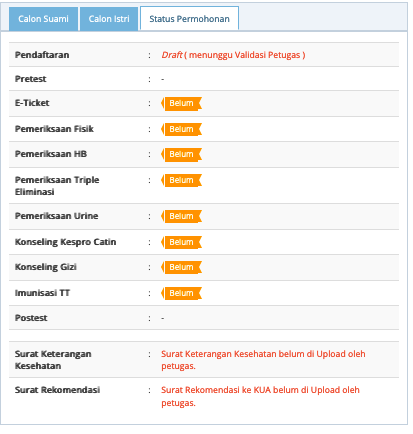 Calon Suami Calon Istri Status Permohonan
Pendaftaran : Draft ( menunggu Validasi Petugas )
Pretest : -
E-Ticket : Belum
Pemeriksaan Fisik : Belum
Pemeriksaan HB : Belum
Pemeriksaan Triple : Belum
Eliminasi
Pemeriksaan Urine : Belum
Konseling Kespro Catin : Belum
Konseling Gizi : Belum
Imunisasi TT : Belum
Postest : -
Surat Keterangan : Surat Keterangan Kesehatan belum di Upload oleh
Kesehatan petugas.
Surat Rekomendasi : Surat Rekomendasi ke KUA belum di Upload oleh
petugas.